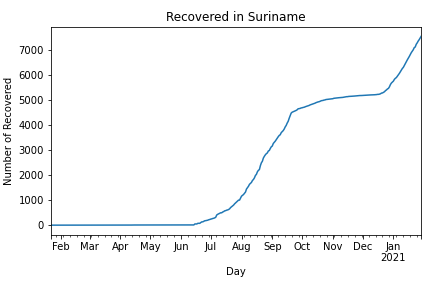 Recovered in Suriname
Number of Recovered
7000
6000
5000
4000
3000
2000
1000
0
Feb Mar Apr May Jun Jul Aug Sep Oct Nov Dec Jan
2021
Day